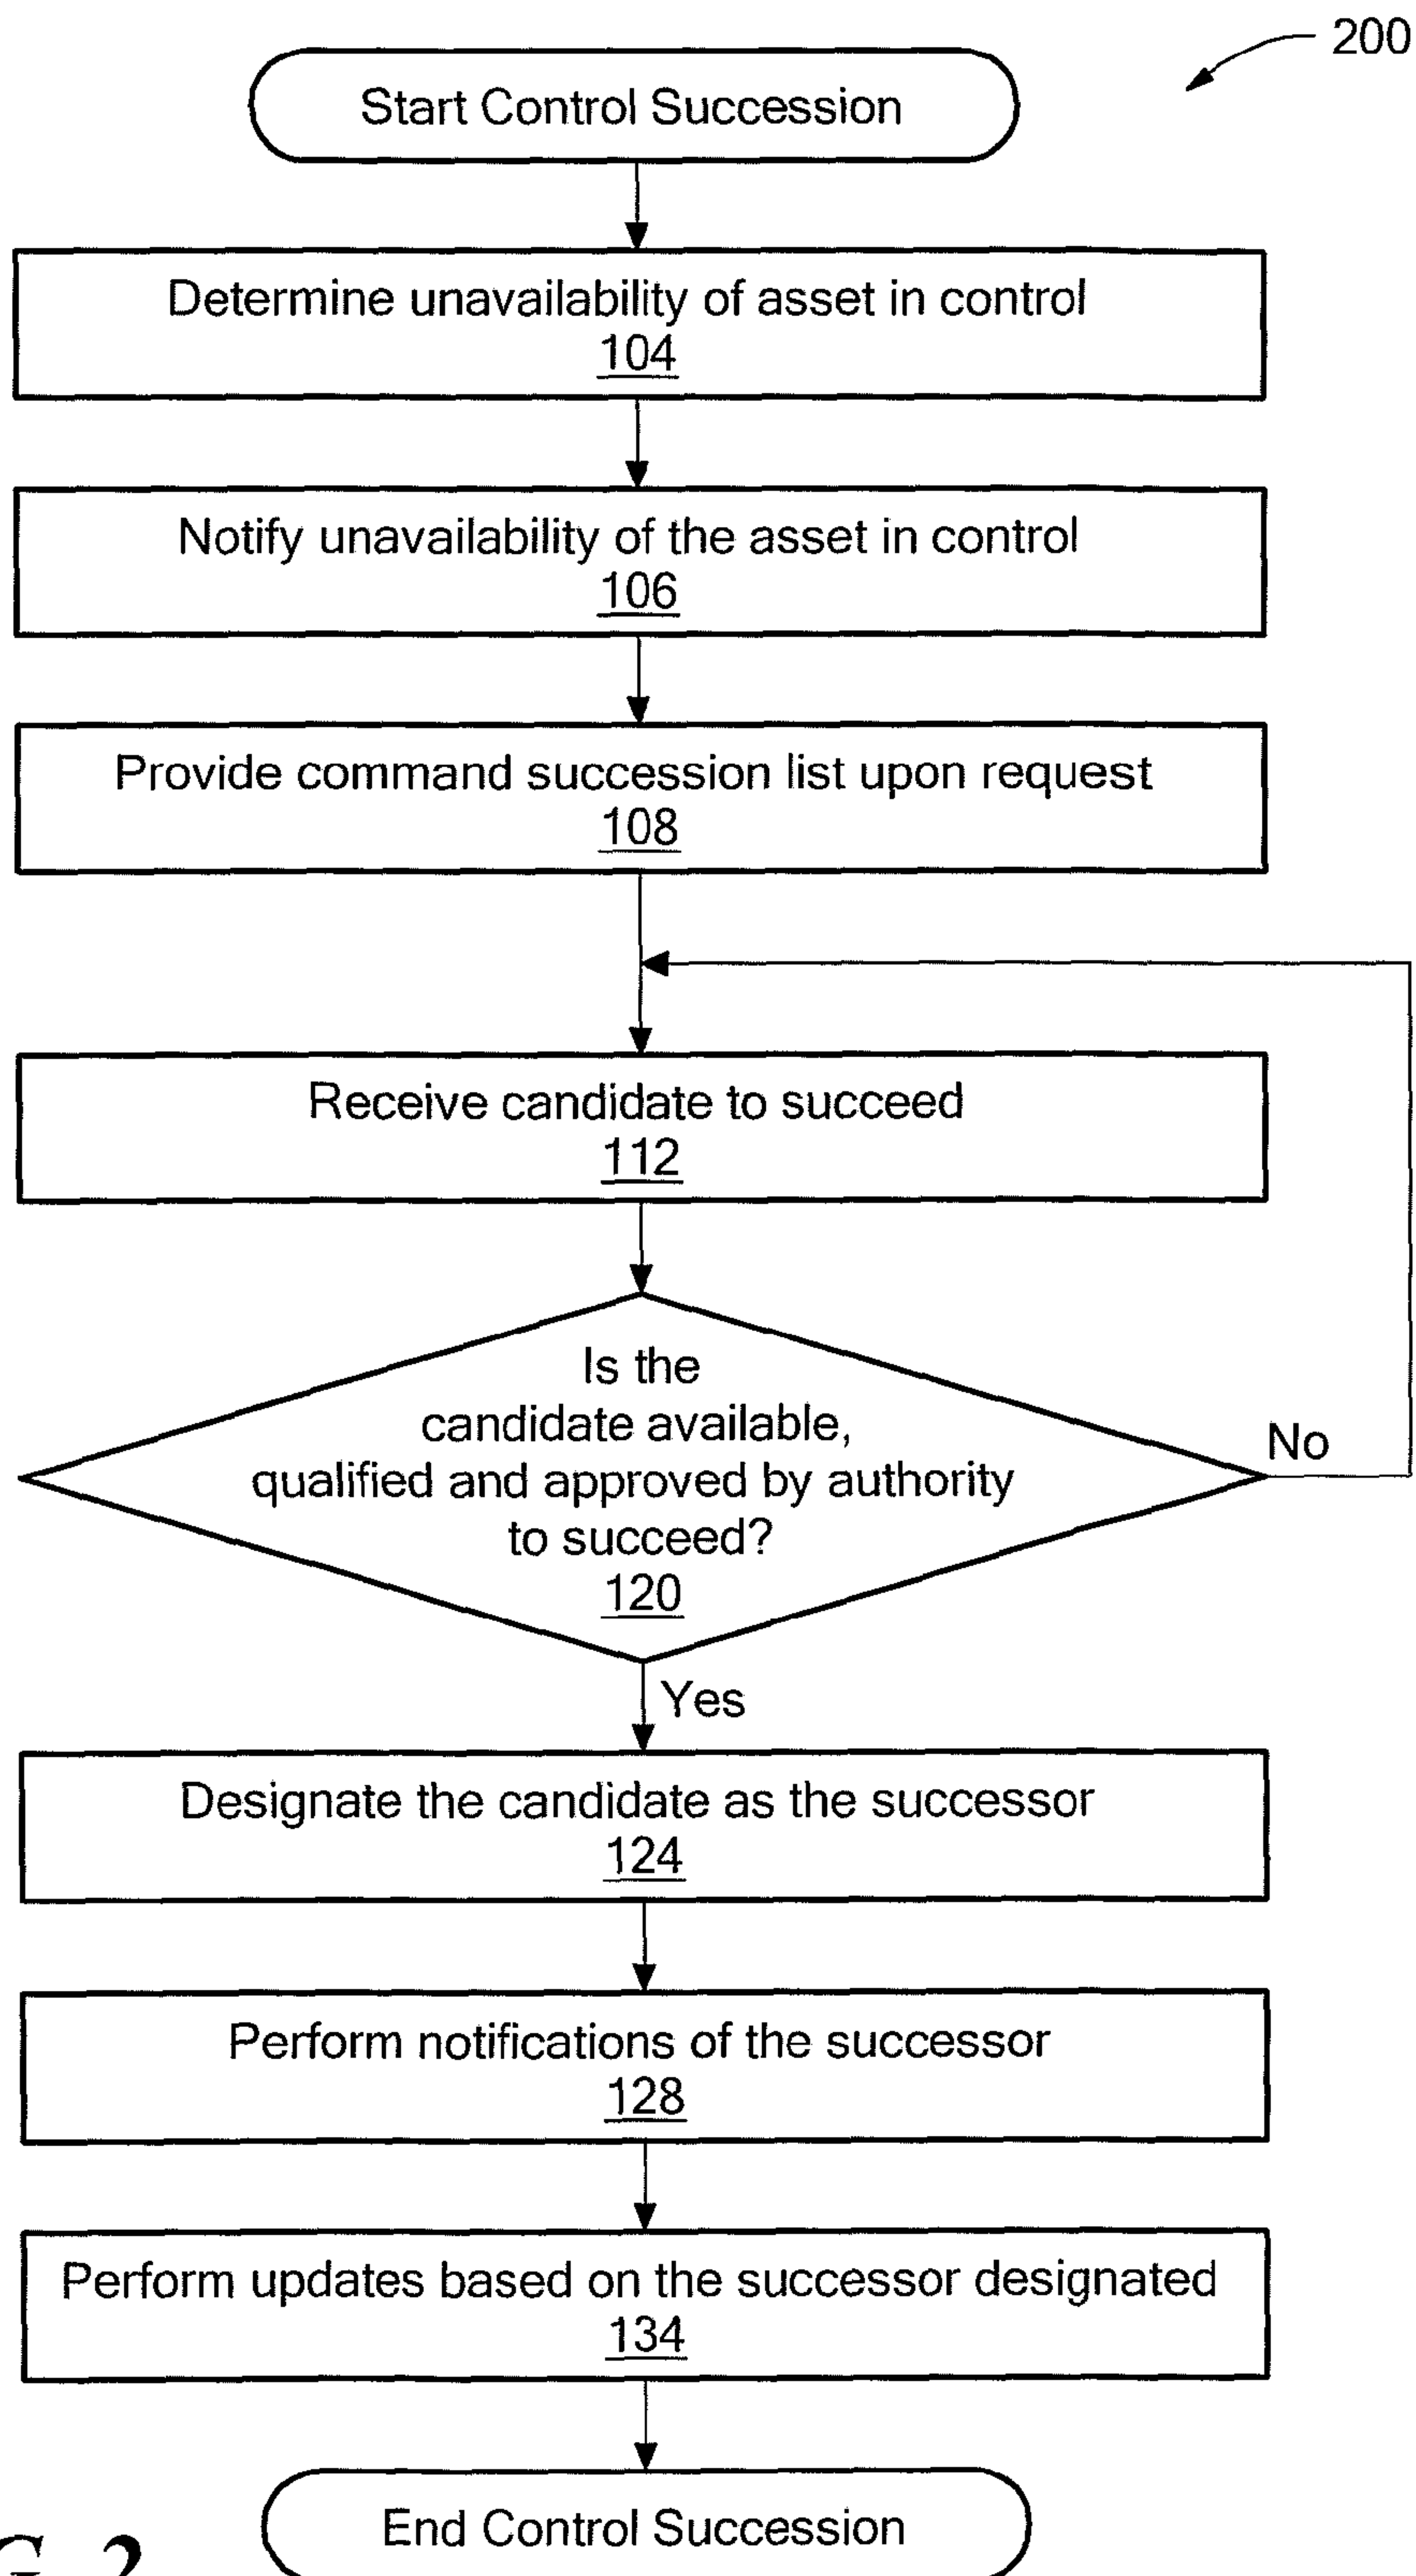 200
Start Control Succession
Determine unavailability of asset in control
104
Notify unavailability of the asset in control
106
Provide command succession list upon request
108
Receive candidate to succeed
112
Is the
candidate available,
qualified and approved by authority
to succeed?
120
No
Yes
Designate the candidate as the successor
124
Perform notifications of the successor
128
Perform updates based on the successor designated
134
End Control Succession
G. 2